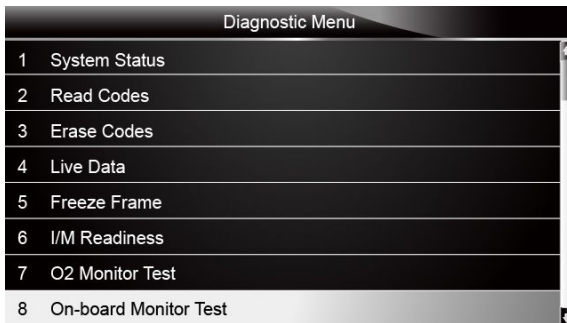 Diagnostic Menu
1 System Status
2 Read Codes
3 Erase Codes
4 Live Data
5 Freeze Frame
6 I/M Readiness
7 O2 Monitor Test
8 On-board Monitor Test